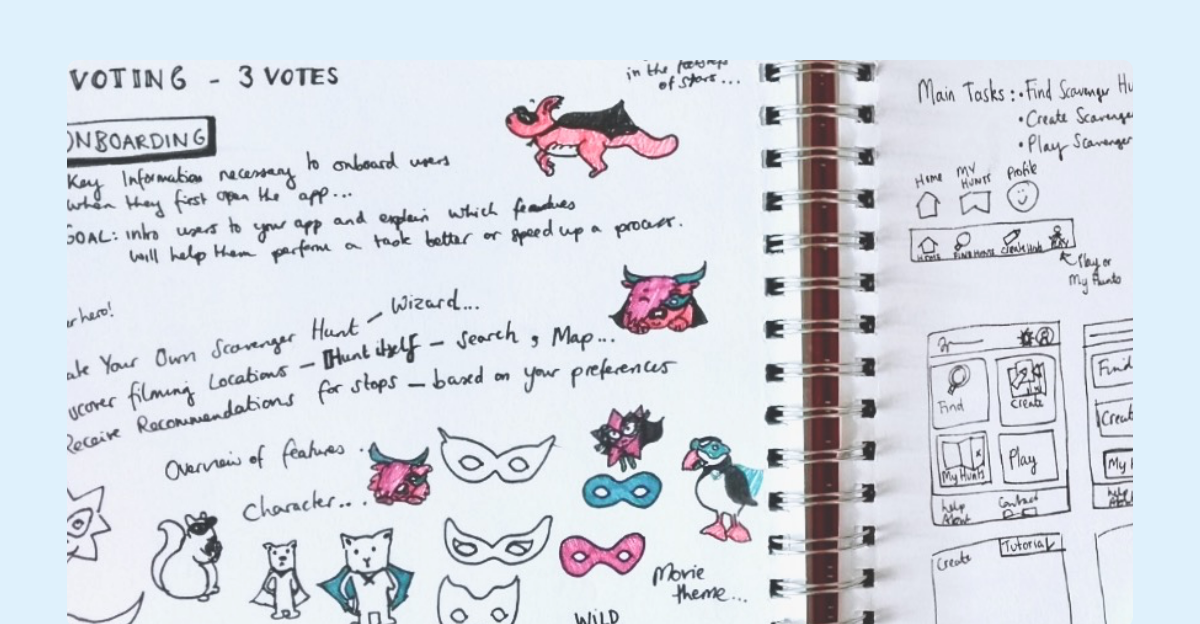 VOTING - 3 VOTES
in the footsteps
of stars...
ONBOARDING
Key Information necessary to onboard users
when they first open the app...
GOAL: intro users to your app and explain which features
will help them perform a task better or speed up a process.
erhero!
ate Your Own Scavenger Hunt - Wizard...
scover filming Locations - Hunt itself - Search, Map...
Receive Recommendations for stops - based on your preferences
Overview of features.
Character...
Movie
theme...
WILD
Main Tasks: • Find Scavenger Hu
• Create Scavenger
• Play Scavenger
Home
MY HUNTS
Profile
HOME FIND HUNTS Create Hunt
Play or
My Hunts
Find
Create
My Hunts
Play
help
About
Contact
Find
Create
My H
help
Create
Tutorial